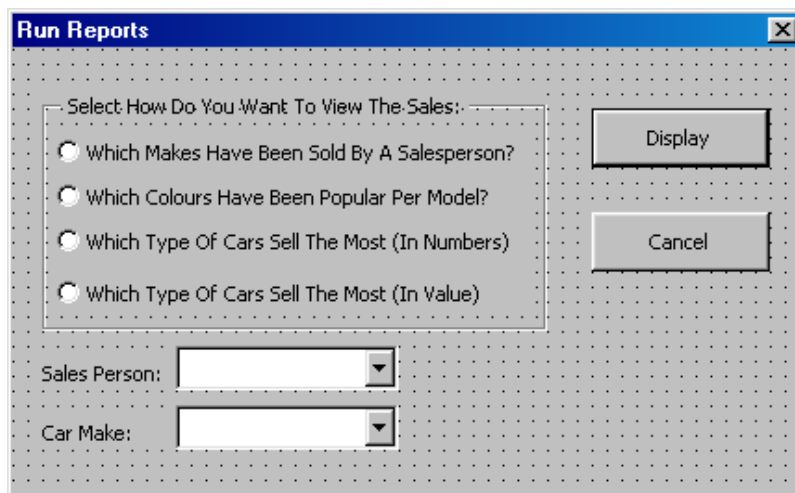 Run Reports
Select How Do You Want To View The Sales:
Which Makes Have Been Sold By A Salesperson?
Which Colours Have Been Popular Per Model?
Which Type Of Cars Sell The Most (In Numbers)
Which Type Of Cars Sell The Most (In Value)
Display
Cancel
Sales Person:
Car Make: